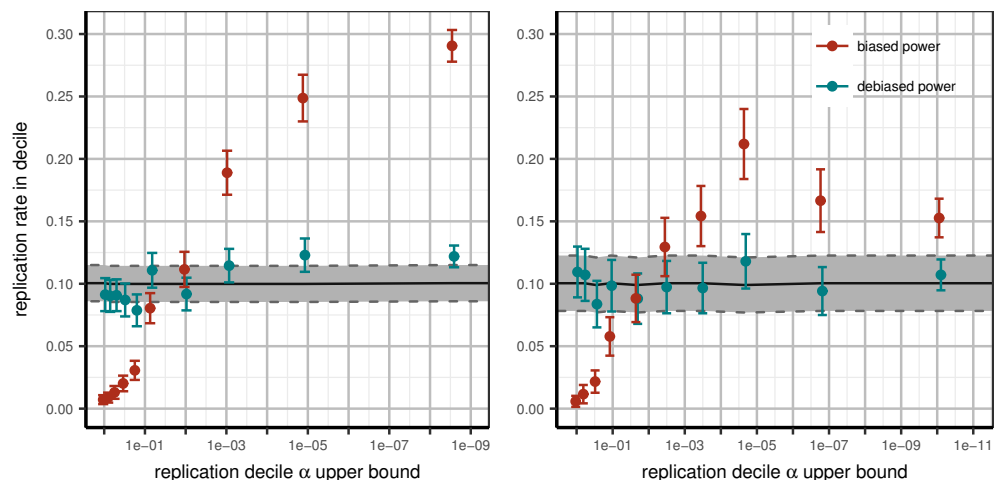 0.30
0.25
0.20
0.15
0.10
0.05
0.00
replication rate in decile
1e-01
1e-03
1e-05
1e-07
1e-09
replication decile α upper bound
0.30
0.25
0.20
0.15
0.10
0.05
0.00
biased power
debiased power
1e-01
1e-03
1e-05
1e-07
1e-09
1e-11
replication decile α upper bound